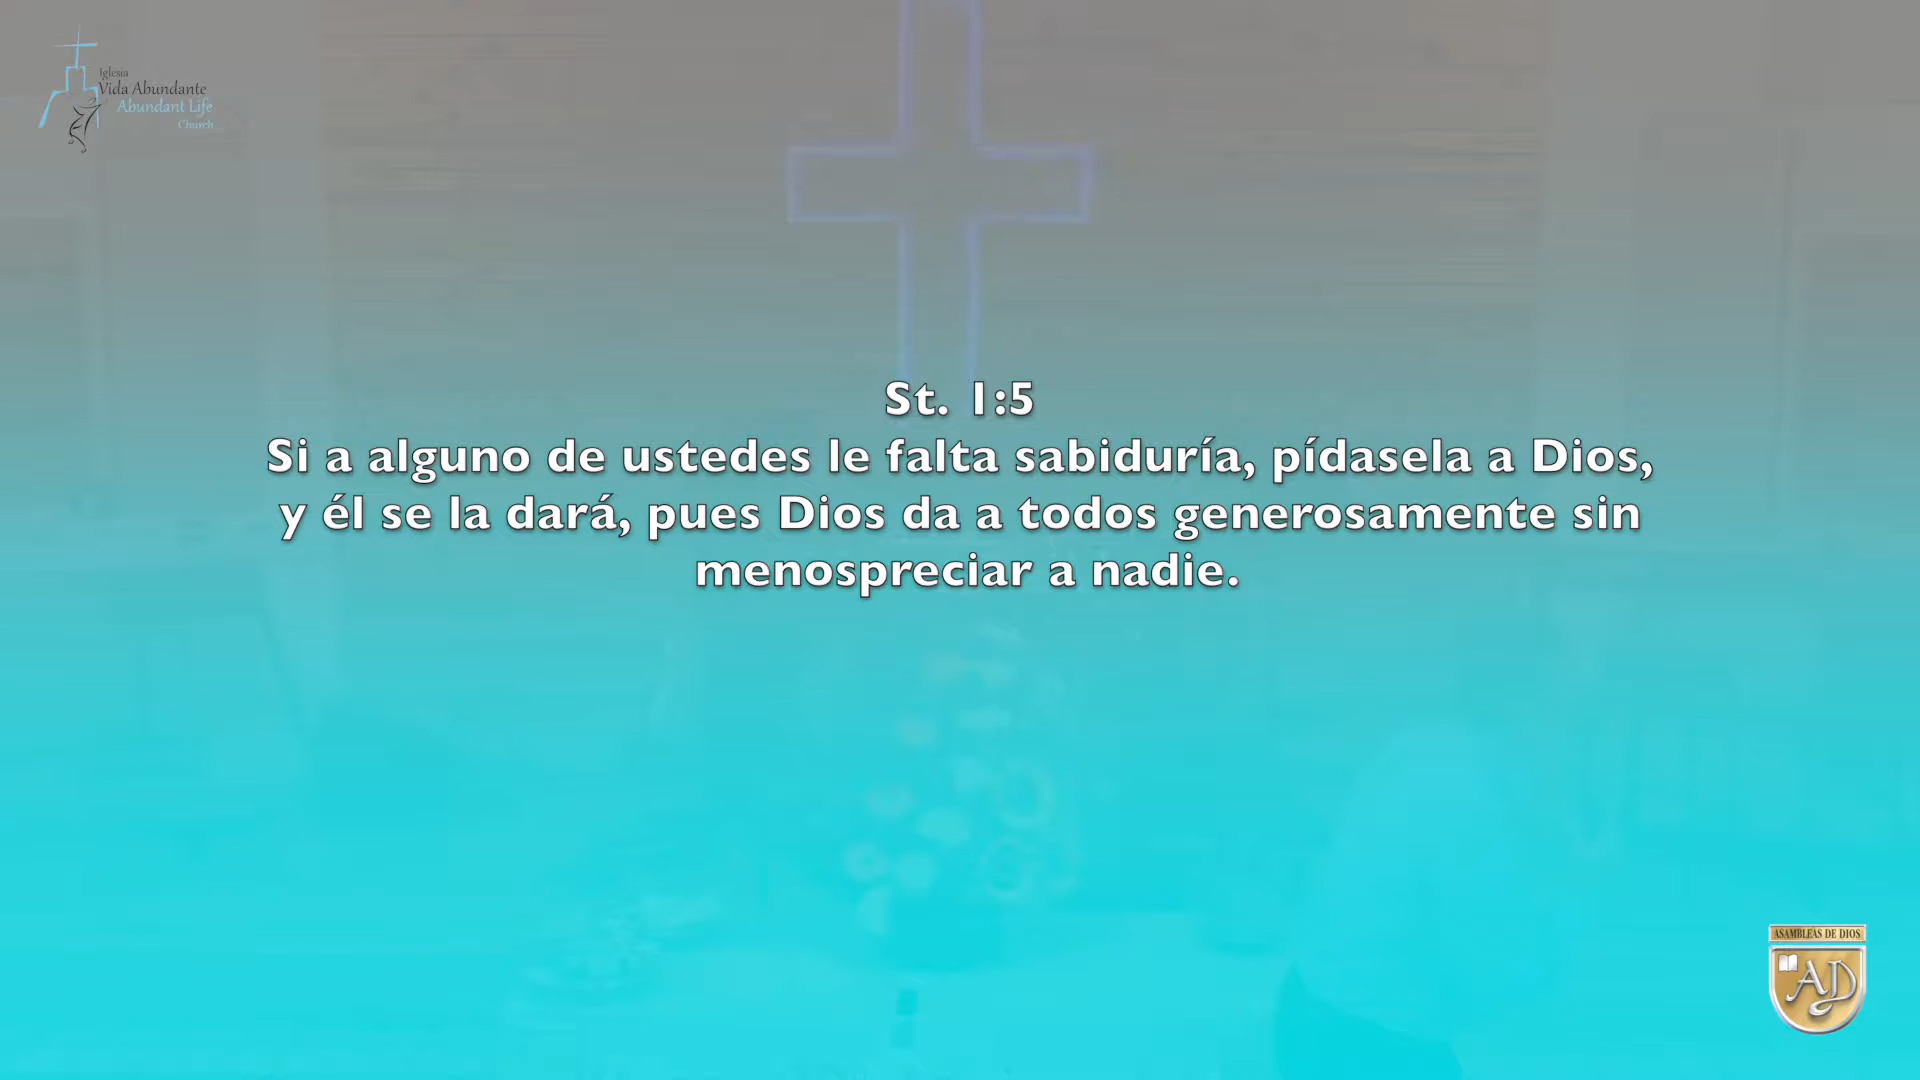 Iglesia
Vida Abundante
Abundant Life
Church
St. 1:5
Si a alguno de ustedes le falta sabiduría, pídasela a Dios,
y él se la dará, pues Dios da a todos generosamente sin
menospreciar a nadie.
ASAMBLEAS DE DIOS
AD